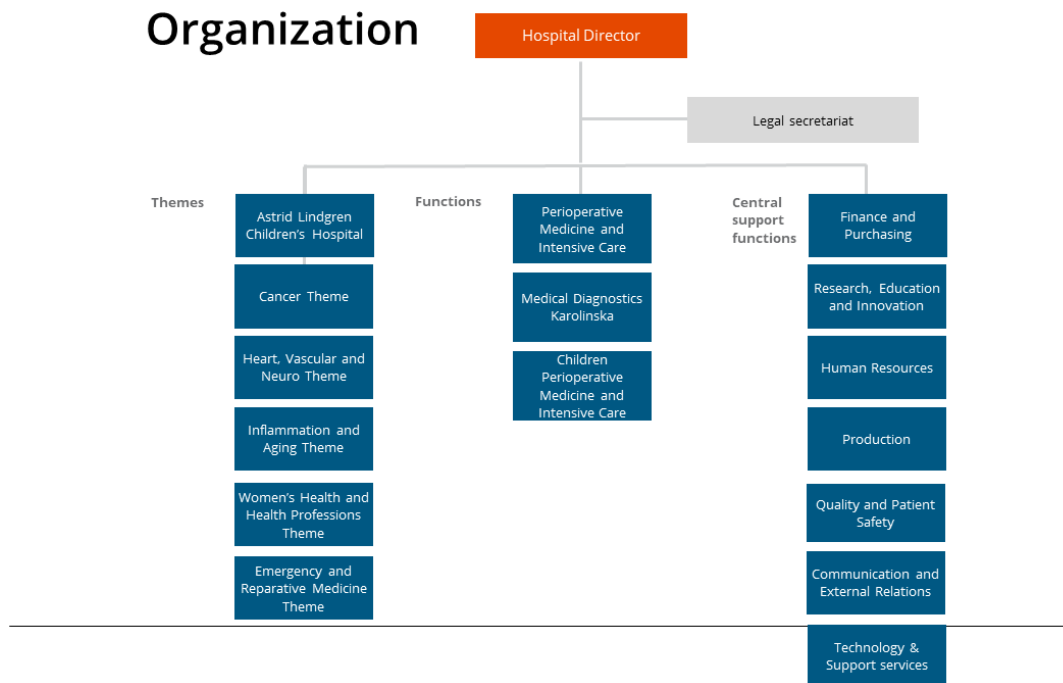 Organization
Hospital Director
Legal secretariat
Themes
Astrid Lindgren
Children's Hospital
Cancer Theme
Heart, Vascular and
Neuro Theme
Inflammation and
Aging Theme
Women's Health and
Health Professions
Theme
Emergency and
Reparative Medicine
Theme
Functions
Perioperative
Medicine and
Intensive Care
Medical Diagnostics
Karolinska
Children
Perioperative
Medicine and
Intensive Care
Central
support
functions
Finance and
Purchasing
Research, Education
and Innovation
Human Resources
Production
Quality and Patient
Safety
Communication and
External Relations
Technology &
Support services